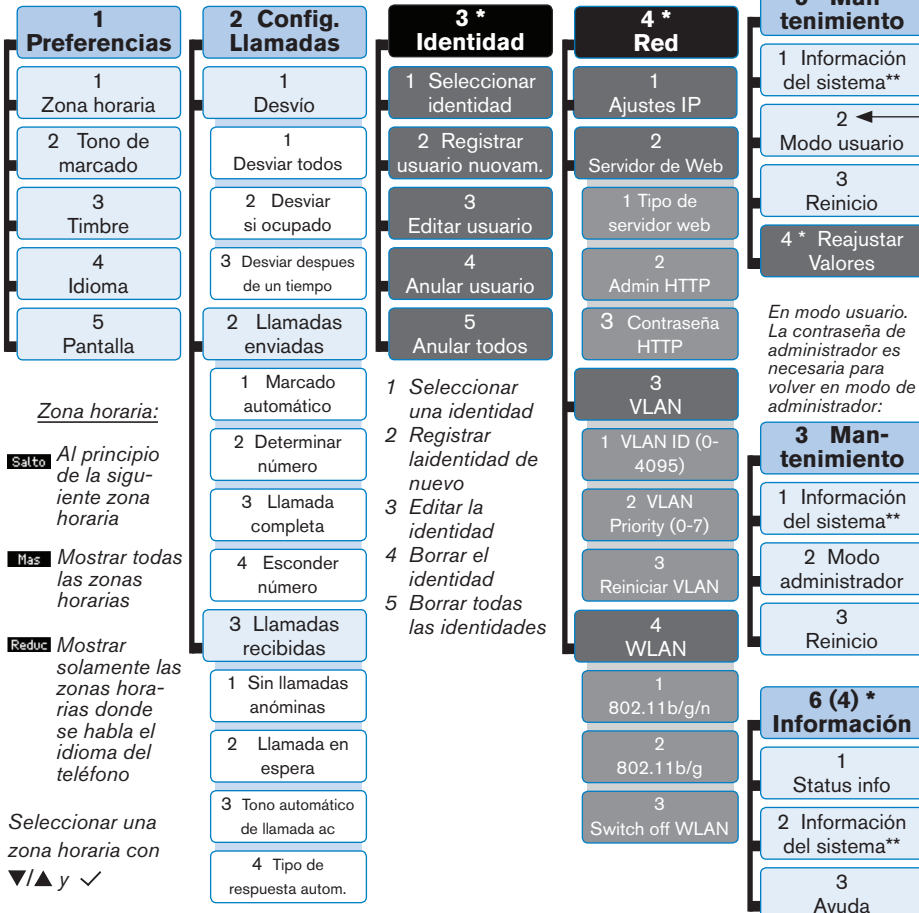 1
Preferencias
1
Zona horaria
2 Tono de
marcado
3
Timbre
4
Idioma
5
Pantalla
Zona horaria:
Salto Al principio
de la sigu-
iente zona
horaria
Mas Mostrar todas
las zonas
horarias
Reduc Mostrar
solamente las
zonas hora-
rias donde
se habla el
idioma del
teléfono
Seleccionar una
zona horaria con
▼/▲ y ✓
2 Config.
Llamadas
1
Desvío
1
Desviar todos
2 Desviar
si ocupado
3 Desviar despues
de un tiempo
2 Llamadas
enviadas
1 Marcado
automático
2 Determinar
número
3 Llamada
completa
4 Esconder
número
3 Llamadas
recibidas
1 Sin llamadas
anóminas
2 Llamada en
espera
3 Tono automático
de llamada ac
4 Tipo de
respuesta autom.
3 *
Identidad
1 Seleccionar
identidad
2 Registrar
usuario nuovam.
3
Editar usuario
4
Anular usuario
5
Anular todos
1 Seleccionar
una identidad
2 Registrar
laidentidad de
nuevo
3 Editar la
identidad
4 Borrar el
identidad
5 Borrar todas
las identidades
4 *
Red
1
Ajustes IP
2
Servidor de Web
1 Tipo de
servidor web
2
Admin HTTP
3 Contraseña
HTTP
3
VLAN
1 VLAN ID (0-
4095)
2 VLAN
Priority (0-7)
3
Reiniciar VLAN
4
WLAN
1
802.11b/g/n
2
802.11b/g
3
Switch off WLAN
Man-
tenimiento
1 Información
del sistema**
2
Modo usuario
3
Reinicio
4 * Reajustar
Valores
En modo usuario.
La contraseña de
administrador es
necesaria para
volver en modo de
administrador:
3 Man-
tenimiento
1 Información
del sistema**
2 Modo
administrador
3
Reinicio
6 (4) *
Información
1
Status info
2 Información
del sistema**
3
Ayuda